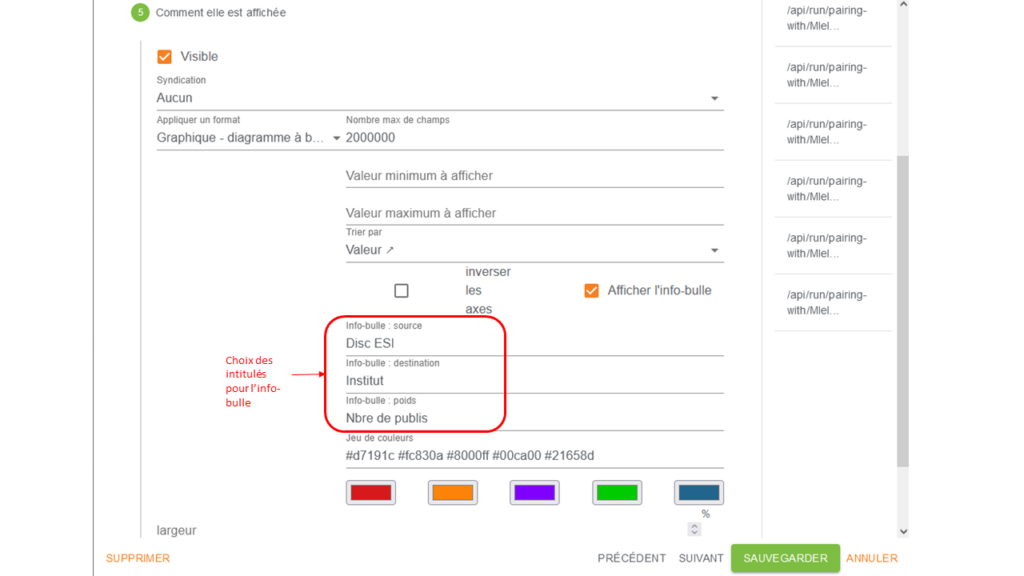 5 Comment elle est affichée
Visible
Syndication
Aucun
Appliquer un format
Graphique - diagramme à b...
Nombre max de champs
2000000
Valeur minimum à afficher
Valeur maximum à afficher
Trier par
Valeur ↗
inverser
les
axes
Afficher l'info-bulle
Choix des
intitulés
pour l'info-
bulle
Info-bulle : source
Disc ESI
Info-bulle : destination
Institut
Info-bulle : poids
Nbre de publis
Jeu de couleurs
#d7191c #fc830a #8000ff #00ca00 #21658d
%
largeur
SUPPRIMER
PRÉCÉDENT
SUIVANT
SAUVEGARDER
ANNULER
/api/run/pairing-
with/Mlel...
/api/run/pairing-
with/Mlel...
/api/run/pairing-
with/Mlel...
/api/run/pairing-
with/Mlel...
/api/run/pairing-
with/Mlel...
/api/run/pairing-
with/Mlel...